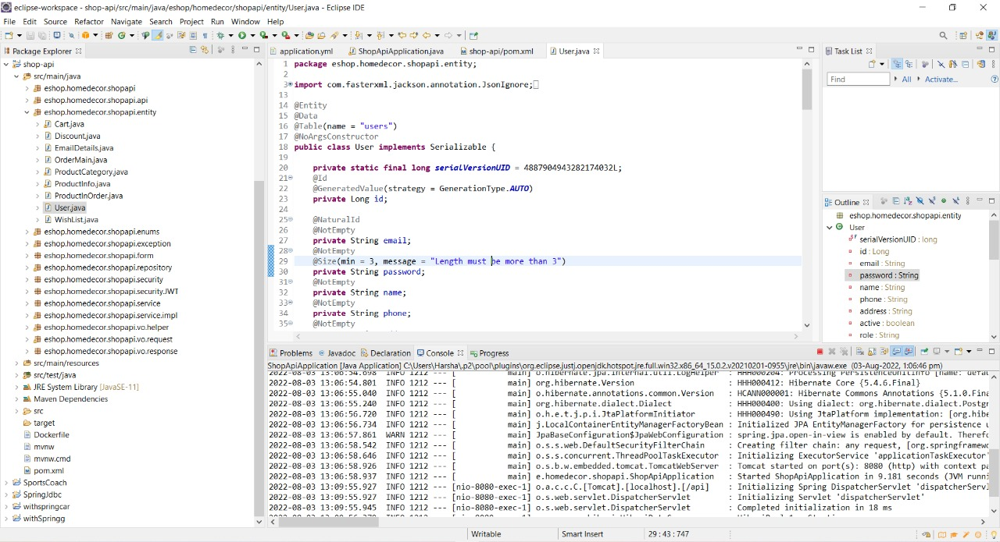 eclipse-workspace - shop-api/src/main/java/eshop/homedecor/shopapi/entity/User.java - Eclipse IDE
File Edit Source Refactor Navigate Search Project Run Window Help
Package Explorer
shop-api
src/main/java
eshop.homedecor.shopapi
eshop.homedecor.shopapi.api
eshop.homedecor.shopapi.entity
Cart.java
Discount.java
EmailDetails.java
OrderMain.java
ProductCategory.java
ProductInfo.java
ProductInOrder.java
User.java
WishList.java
eshop.homedecor.shopapi.enums
eshop.homedecor.shopapi.exception
eshop.homedecor.shopapi.form
eshop.homedecor.shopapi.repository
eshop.homedecor.shopapi.security
eshop.homedecor.shopapi.security.JWT
eshop.homedecor.shopapi.service
eshop.homedecor.shopapi.service.impl
eshop.homedecor.shopapi.vo.helper
eshop.homedecor.shopapi.vo.request
eshop.homedecor.shopapi.vo.response
src/main/resources
src/test/java
JRE System Library [JavaSE-11]
Maven Dependencies
src
target
Dockerfile
mvnw
mvnw.cmd
pom.xml
SportsCoach
SpringJdbc
withspringcar
withSpringg
application.yml ShopApiApplication.java shop-api/pom.xml User.java
1 package eshop.homedecor.shopapi.entity;
2
3 import com.fasterxml.jackson.annotation.JsonIgnore;
13
14 @Entity
15 @Data
16 @Table(name = "users")
17 @NoArgsConstructor
18 public class User implements Serializable {
19
20 private static final long serialVersionUID = 4887904943282174032L;
21 @Id
22 @GeneratedValue(strategy = GenerationType.AUTO)
23 private Long id;
24
25 @NaturalId
26 @NotEmpty
27 private String email;
28 @NotEmpty
29 @Size(min = 3, message = "Length must be more than 3")
30 private String password;
31 @NotEmpty
32 private String name;
33 @NotEmpty
34 private String phone;
35 @NotEmpty
Task List
Find All Activate...
Outline
eshop.homedecor.shopapi.entity
User
serialVersionUID : long
id : Long
email : String
password : String
name : String
phone : String
address : String
active : boolean
role : String
Problems Javadoc Declaration Console Progress
ShopApiApplication [Java Application] C:\Users\Harsha\.p2\pool\plugins\org.eclipse.justj.openjdk.hotspot.jre.full.win32.x86_64_15.0.2.v20210201-0955\jre\bin\javaw.exe (03-Aug-2022, 1:06:46 pm)
2022-08-03 13:06:54.698 INFO 1212 --- [ main] o.hibernate.jpa.internal.util.LogHelper : HHH000204: Processing PersistenceUnitInfo [name: defau
2022-08-03 13:06:54.801 INFO 1212 --- [ main] org.hibernate.Version : HHH000412: Hibernate Core {5.4.6.Final}
2022-08-03 13:06:55.040 INFO 1212 --- [ main] o.hibernate.annotations.common.Version : HCANN000001: Hibernate Commons Annotations {5.1.0.Fina
2022-08-03 13:06:55.240 INFO 1212 --- [ main] org.hibernate.dialect.Dialect : HHH000400: Using dialect: org.hibernate.dialect.Postgr
2022-08-03 13:06:56.720 INFO 1212 --- [ main] o.h.e.t.j.p.i.JtaPlatformInitiator : HHH000490: Using JtaPlatform implementation: [org.hibe
2022-08-03 13:06:56.734 INFO 1212 --- [ main] j.LocalContainerEntityManagerFactoryBean : Initialized JPA EntityManagerFactory for persistence u
2022-08-03 13:06:57.861 WARN 1212 --- [ main] JpaBaseConfiguration$JpaWebConfiguration : spring.jpa.open-in-view is enabled by default. Therefo
2022-08-03 13:06:58.542 INFO 1212 --- [ main] o.s.s.web.DefaultSecurityFilterChain : Creating filter chain: any request, [org.springframewo
2022-08-03 13:06:58.646 INFO 1212 --- [ main] o.s.s.concurrent.ThreadPoolTaskExecutor : Initializing ExecutorService 'applicationTaskExecutor'
2022-08-03 13:06:58.926 INFO 1212 --- [ main] o.s.b.w.embedded.tomcat.TomcatWebServer : Tomcat started on port(s): 8080 (http) with context pa
2022-08-03 13:06:58.937 INFO 1212 --- [ main] e.homedecor.shopapi.ShopApiApplication : Started ShopApiApplication in 9.181 seconds (JVM runni
2022-08-03 13:09:55.927 INFO 1212 --- [nio-8080-exec-1] o.a.c.c.C.[Tomcat].[localhost].[/api] : Initializing Spring DispatcherServlet 'dispatcherServl
2022-08-03 13:09:55.927 INFO 1212 --- [nio-8080-exec-1] o.s.web.servlet.DispatcherServlet : Initializing Servlet 'dispatcherServlet'
2022-08-03 13:09:55.945 INFO 1212 --- [nio-8080-exec-1] o.s.web.servlet.DispatcherServlet : Completed initialization in 18 ms
Writable Smart Insert 29 : 43 : 747